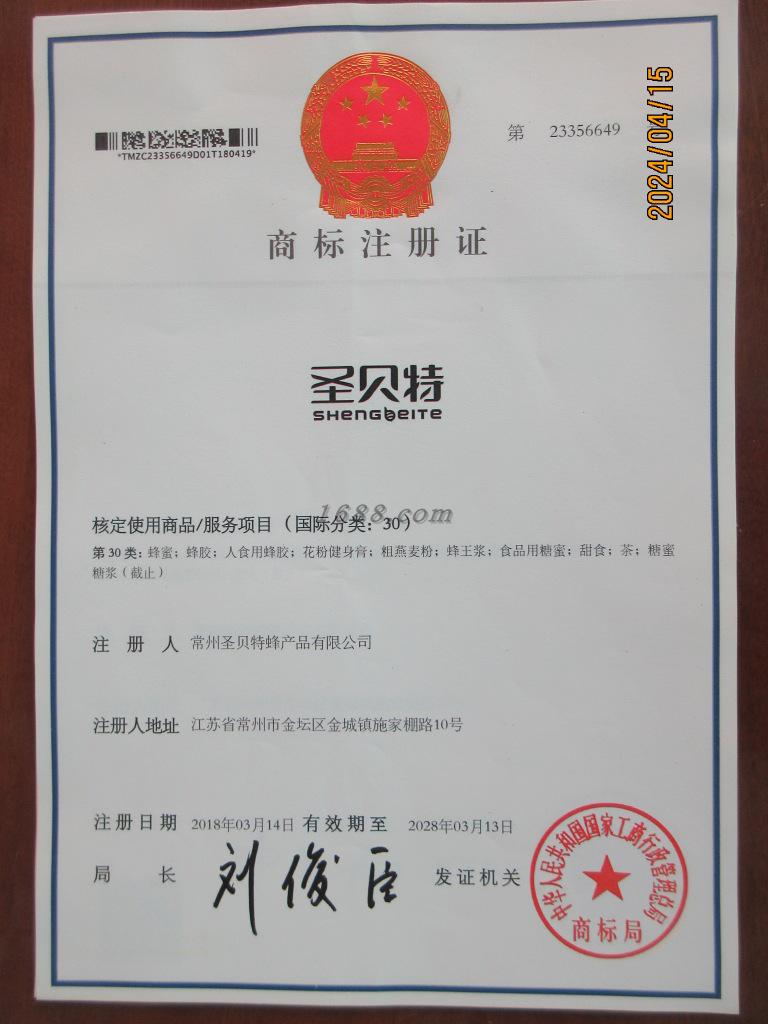 *TMZC23356649D01T180419*
第 23356649
2024/04/15
商标注册证
圣贝特
SHENGBEITE
1688.com
核定使用商品/服务项目（国际分类：30）
第30类：蜂蜜；蜂胶；人食用蜂胶；花粉健身膏；粗燕麦粉；蜂王浆；食品用糖蜜；甜食；茶；糖蜜
糖浆（截止）
注册人 常州圣贝特蜂产品有限公司
注册人地址 江苏省常州市金坛区金城镇施家棚路10号
注册日期 2018年03月14日 有效期至 2028年03月13日
局长 刘俊臣 发证机关
中华人民共和国国家工商行政管理总局
商标局